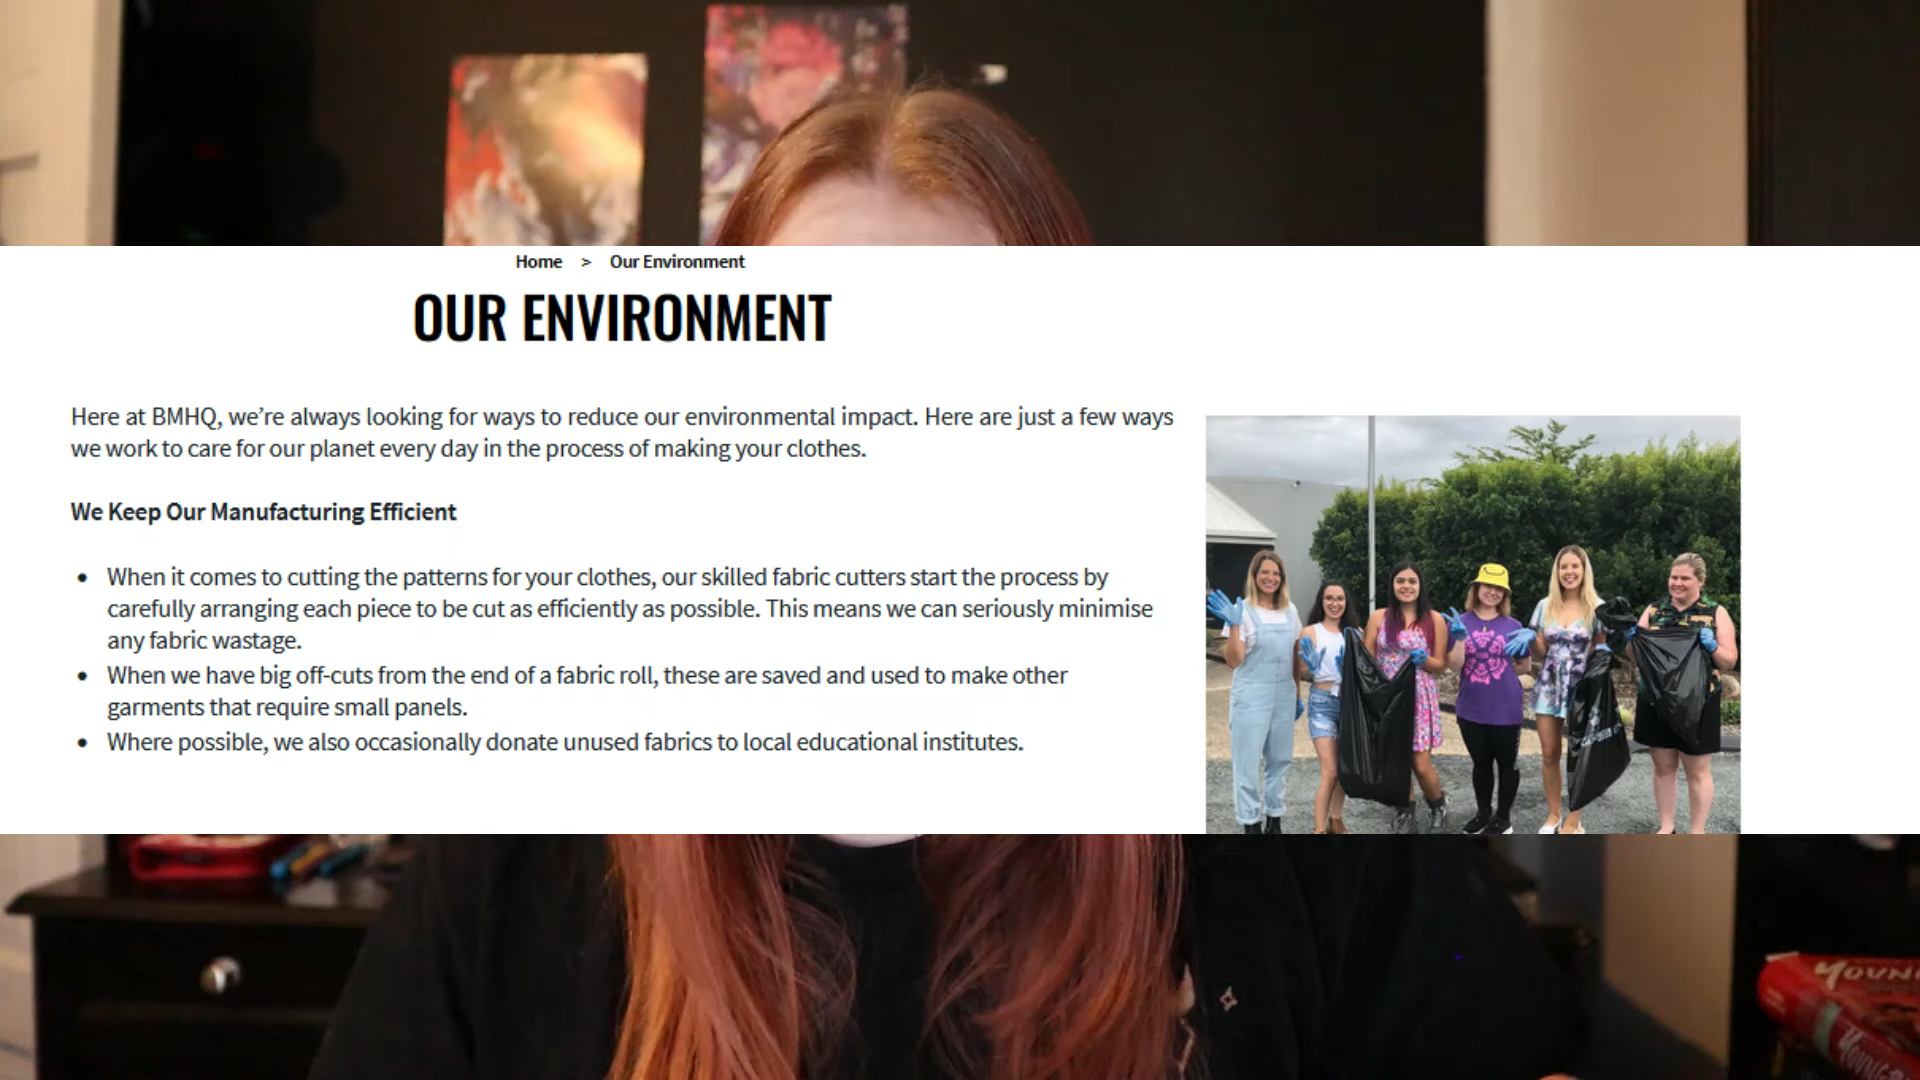 Home > Our Environment
OUR ENVIRONMENT
Here at BMHQ, we’re always looking for ways to reduce our environmental impact. Here are just a few ways
we work to care for our planet every day in the process of making your clothes.
We Keep Our Manufacturing Efficient
• When it comes to cutting the patterns for your clothes, our skilled fabric cutters start the process by
carefully arranging each piece to be cut as efficiently as possible. This means we can seriously minimise
any fabric wastage.
• When we have big off-cuts from the end of a fabric roll, these are saved and used to make other
garments that require small panels.
• Where possible, we also occasionally donate unused fabrics to local educational institutes.